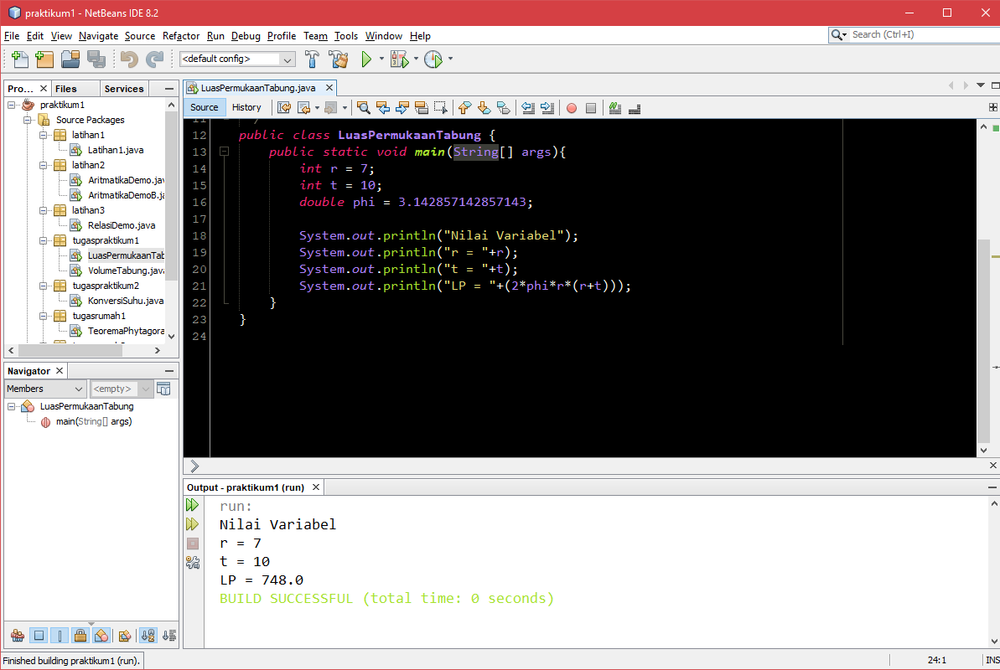 praktikum1 - NetBeans IDE 8.2
File Edit View Navigate Source Refactor Run Debug Profile Team Tools Window Help
Search (Ctrl+I)
<default config>
Pro... Files Services
praktikum1
Source Packages
latihan1
Latihan1.java
latihan2
AritmatikaDemo.jav
AritmatikaDemoB.ja
latihan3
RelasiDemo.java
tugaspraktikum1
LuasPermukaanTab
VolumeTabung.java
tugaspraktikum2
KonversiSuhu.java
tugasrumah1
TeoremaPhytagora
Navigator
Members <empty>
LuasPermukaanTabung
main(String[] args)
LuasPermukaanTabung.java
Source History
11 */
12 public class LuasPermukaanTabung {
13 public static void main(String[] args){
14 int r = 7;
15 int t = 10;
16 double phi = 3.142857142857143;
17
18 System.out.println("Nilai Variabel");
19 System.out.println("r = "+r);
20 System.out.println("t = "+t);
21 System.out.println("LP = "+(2*phi*r*(r+t)));
22 }
23 }
24
Output - praktikum1 (run)
run:
Nilai Variabel
r = 7
t = 10
LP = 748.0
BUILD SUCCESSFUL (total time: 0 seconds)
Finished building praktikum1 (run).
24:1 INS